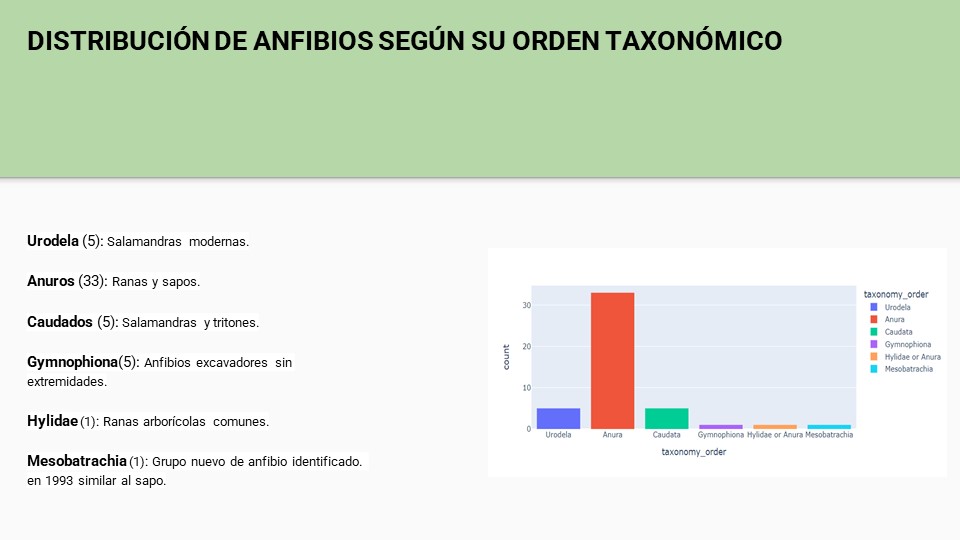 DISTRIBUCIÓN DE ANFIBIOS SEGÚN SU ORDEN TAXONÓMICO
Urodela (5): Salamandras modernas.
Anuros (33): Ranas y sapos.
Caudados (5): Salamandras y tritones.
Gymnophiona(5): Anfibios excavadores sin
extremidades.
Hylidae (1): Ranas arborícolas comunes.
Mesobatrachia (1): Grupo nuevo de anfibio identificado.
en 1993 similar al sapo.
count
30
20
10
0
Urodela Anura Caudata Gymnophiona Hylidae or Anura Mesobatrachia
taxonomy_order
taxonomy_order
Urodela
Anura
Caudata
Gymnophiona
Hylidae or Anura
Mesobatrachia